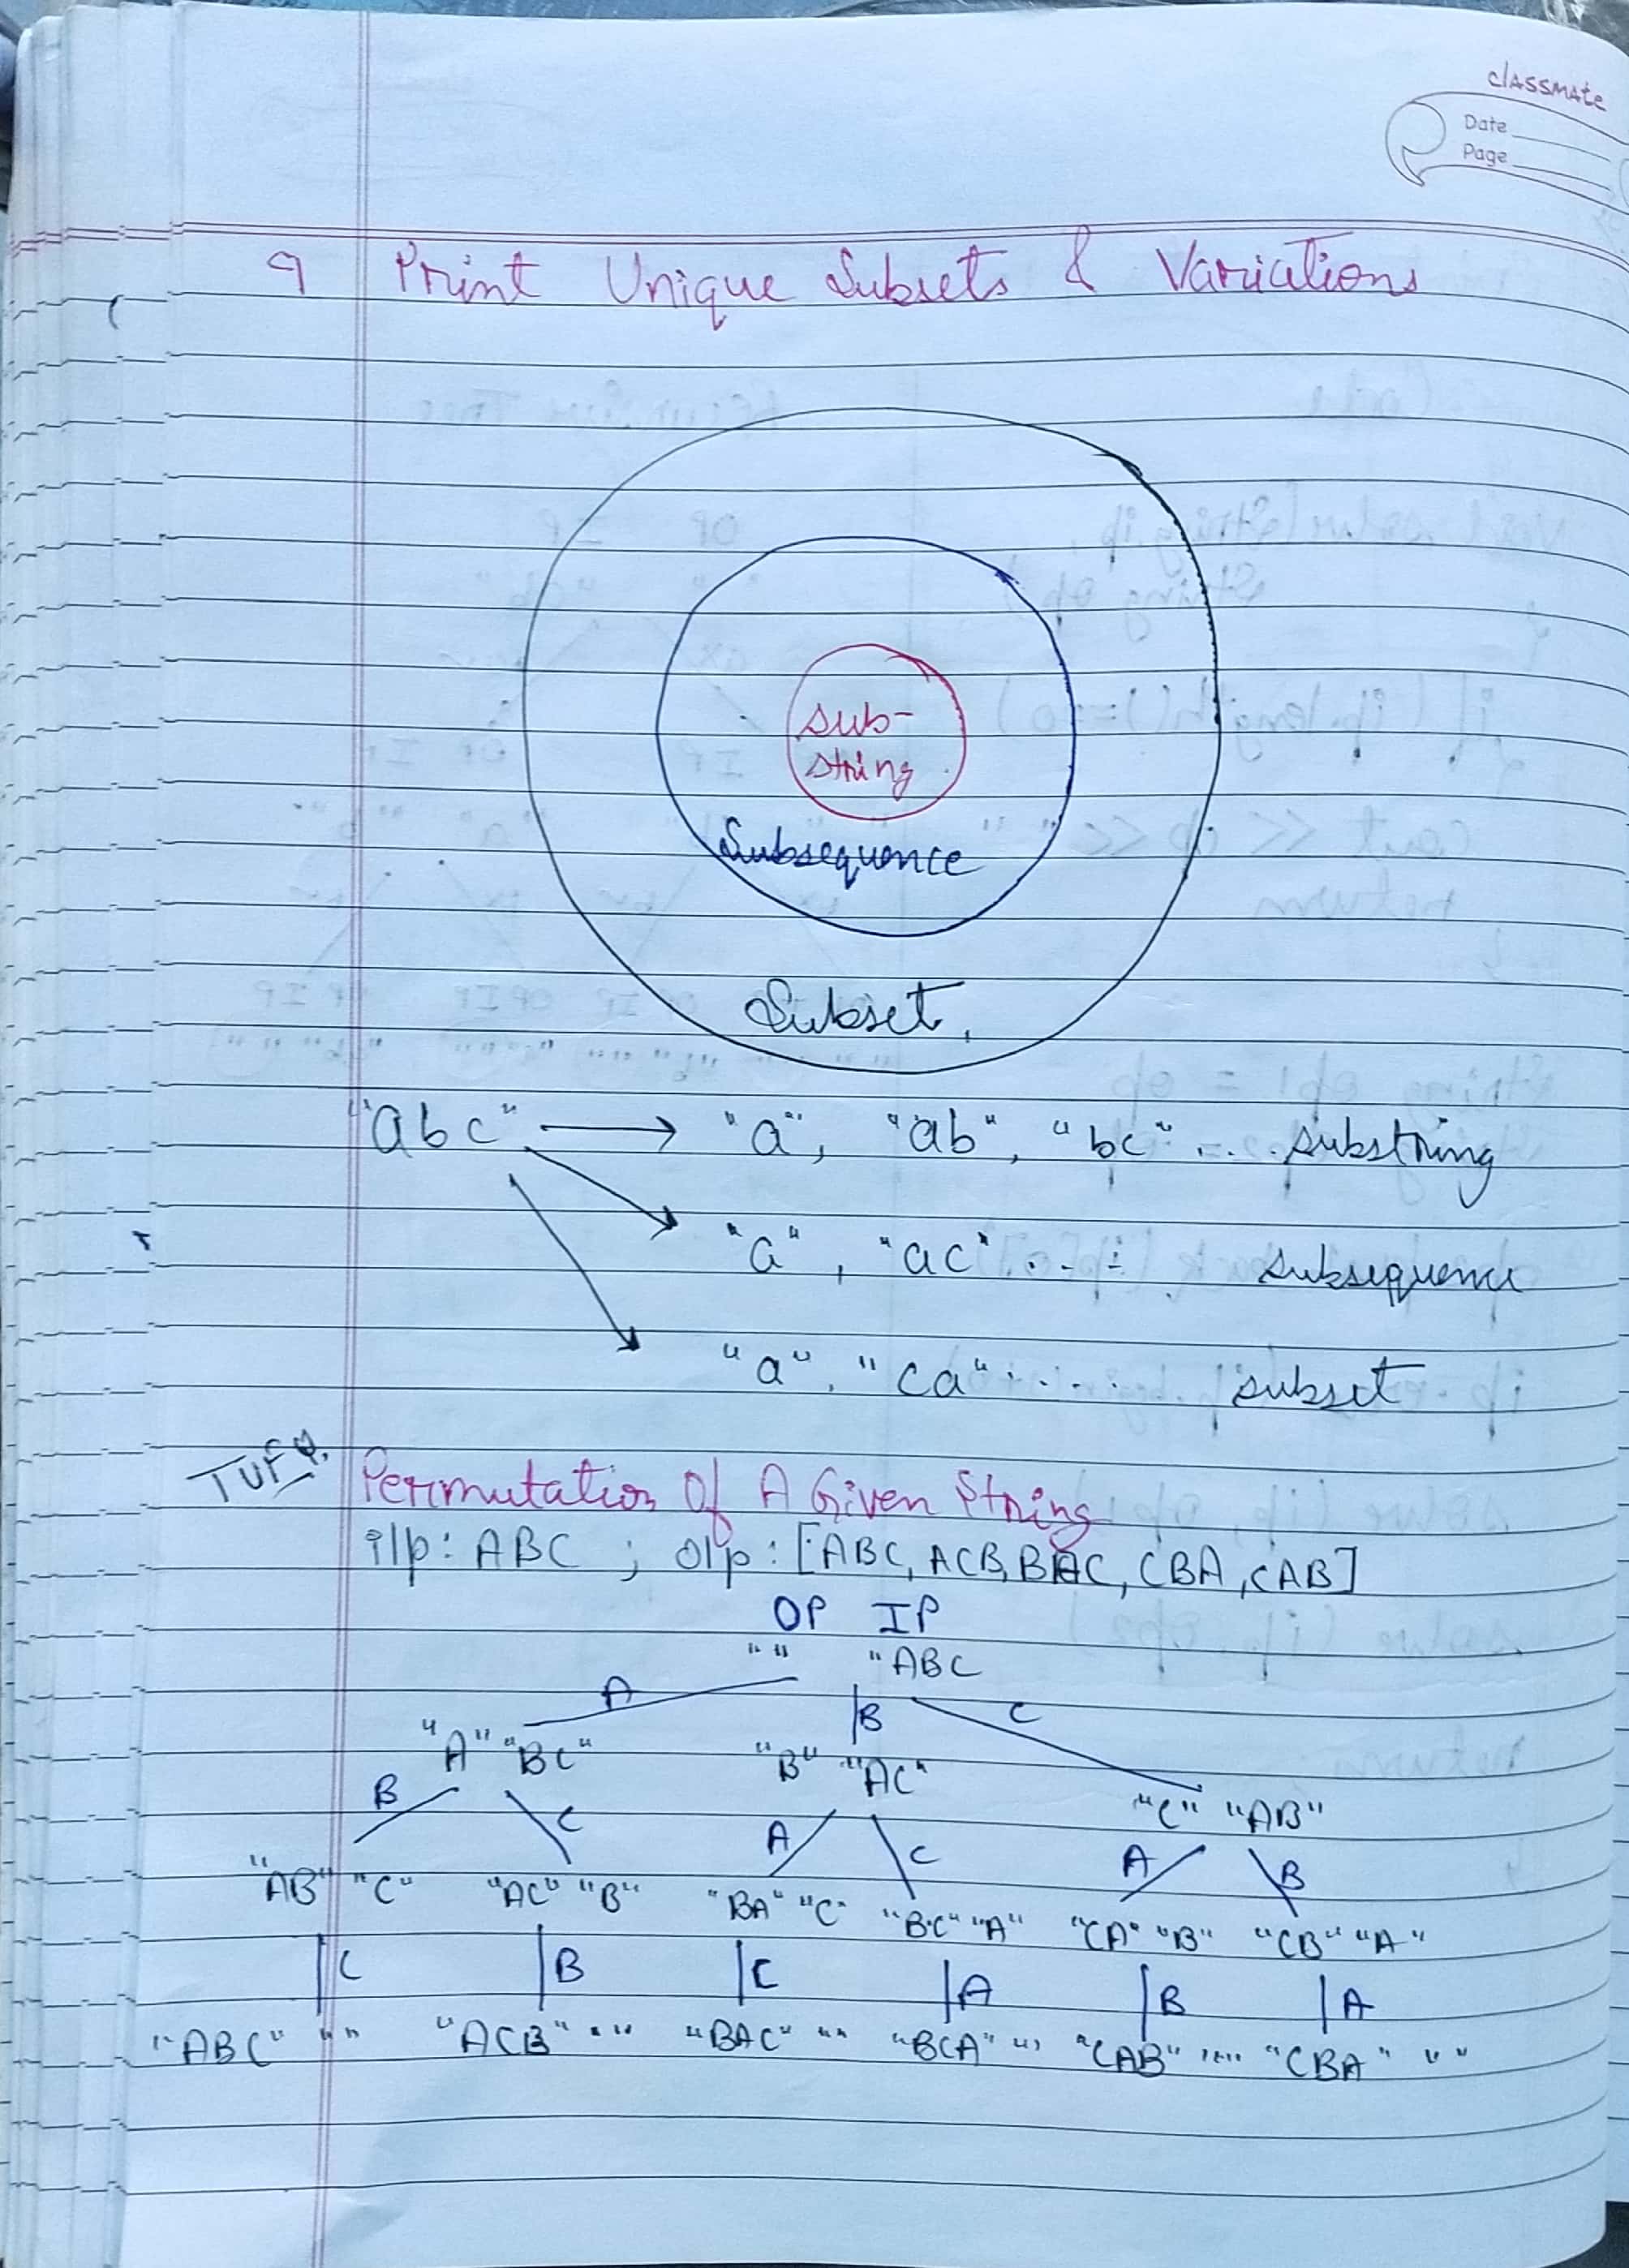 classmate
Date
Page
9 Print Unique Subsets & Variations
sub-
string
Subsequence
Subset,
"abc" → "a", "ab", "bc" ... substring
"a", "ac" ... subsequence
"a", "ca" .... subset
TUF
Permutation Of A Given String
i/p: ABC ; o/p: [ABC, ACB, BAC, CBA, CAB]
OP IP
" " "ABC
A B C
"A" "BC" "B" "AC" "C" "AB"
B C A C A B
"AB" "C" "AC" "B" "BA" "C" "BC" "A" "CA" "B" "CB" "A"
C B C A B A
"ABC" " " "ACB" " " "BAC" " " "BCA" " " "CAB" " " "CBA" " "